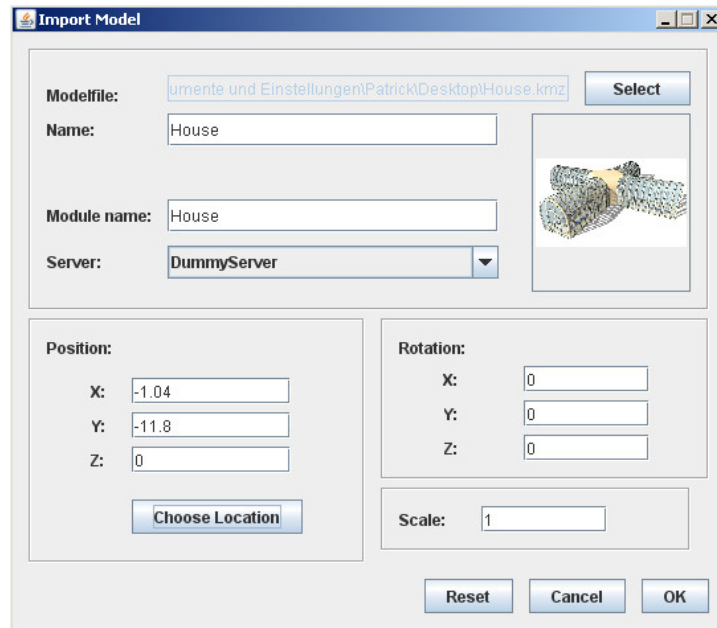 Import Model
Modelfile: umente und Einstellungen\Patrick\Desktop\House.kmz Select
Name: House
Module name: House
Server: DummyServer
Position:
X: -1.04
Y: -11.8
Z: 0
Choose Location
Rotation:
X: 0
Y: 0
Z: 0
Scale: 1
Reset Cancel OK